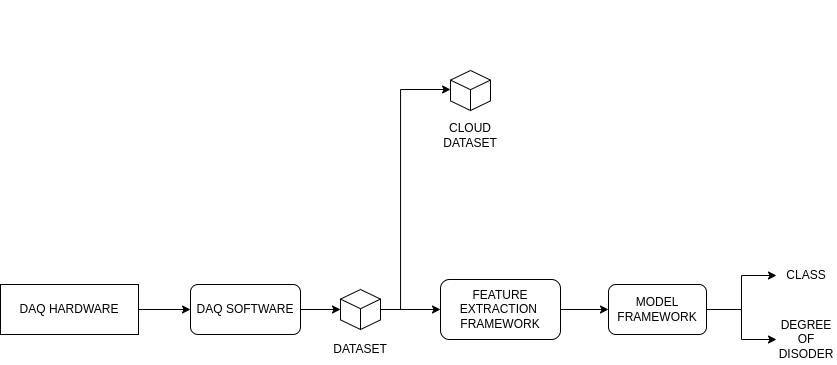 CLOUD
DATASET
DAQ HARDWARE
DAQ SOFTWARE
DATASET
FEATURE
EXTRACTION
FRAMEWORK
MODEL
FRAMEWORK
CLASS
DEGREE
OF
DISODER